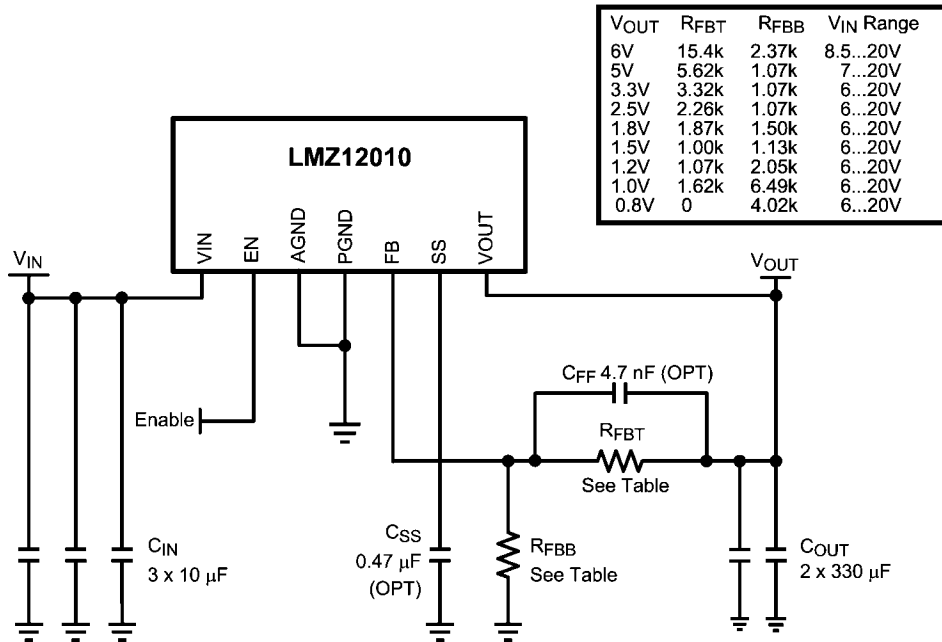 VOUT RFBT RFBB VIN Range
6V 15.4k 2.37k 8.5...20V
5V 5.62k 1.07k 7...20V
3.3V 3.32k 1.07k 6...20V
2.5V 2.26k 1.07k 6...20V
1.8V 1.87k 1.50k 6...20V
1.5V 1.00k 1.13k 6...20V
1.2V 1.07k 2.05k 6...20V
1.0V 1.62k 6.49k 6...20V
0.8V 0 4.02k 6...20V
LMZ12010
VIN
EN
AGND
PGND
FB
SS
VOUT
VIN
VOUT
Enable
CFF 4.7 nF (OPT)
RFBT
See Table
CIN
3 x 10 μF
CSS
0.47 μF
(OPT)
RFBB
See Table
COUT
2 x 330 μF